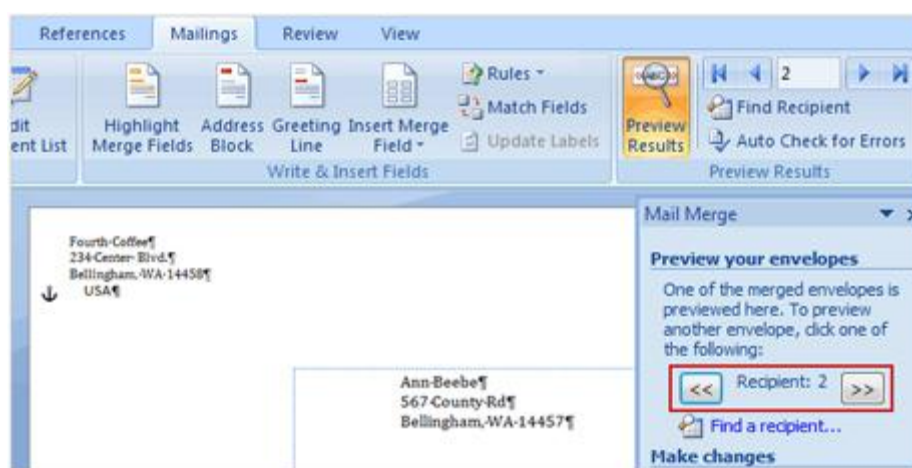 References Mailings Review View
Rules
Match Fields
Update Labels
dit
ent List
Highlight
Merge Fields
Address
Block
Greeting
Line
Insert Merge
Field
Write & Insert Fields
ABC
Preview
Results
2
Find Recipient
Auto Check for Errors
Preview Results
Fourth·Coffee¶
234·Center·Blvd.¶
Bellingham,·WA·14458¶
USA¶
Ann·Beebe¶
567·County·Rd¶
Bellingham,·WA·14457¶
Mail Merge
Preview your envelopes
One of the merged envelopes is
previewed here. To preview
another envelope, click one of
the following:
<< Recipient: 2 >>
Find a recipient...
Make changes